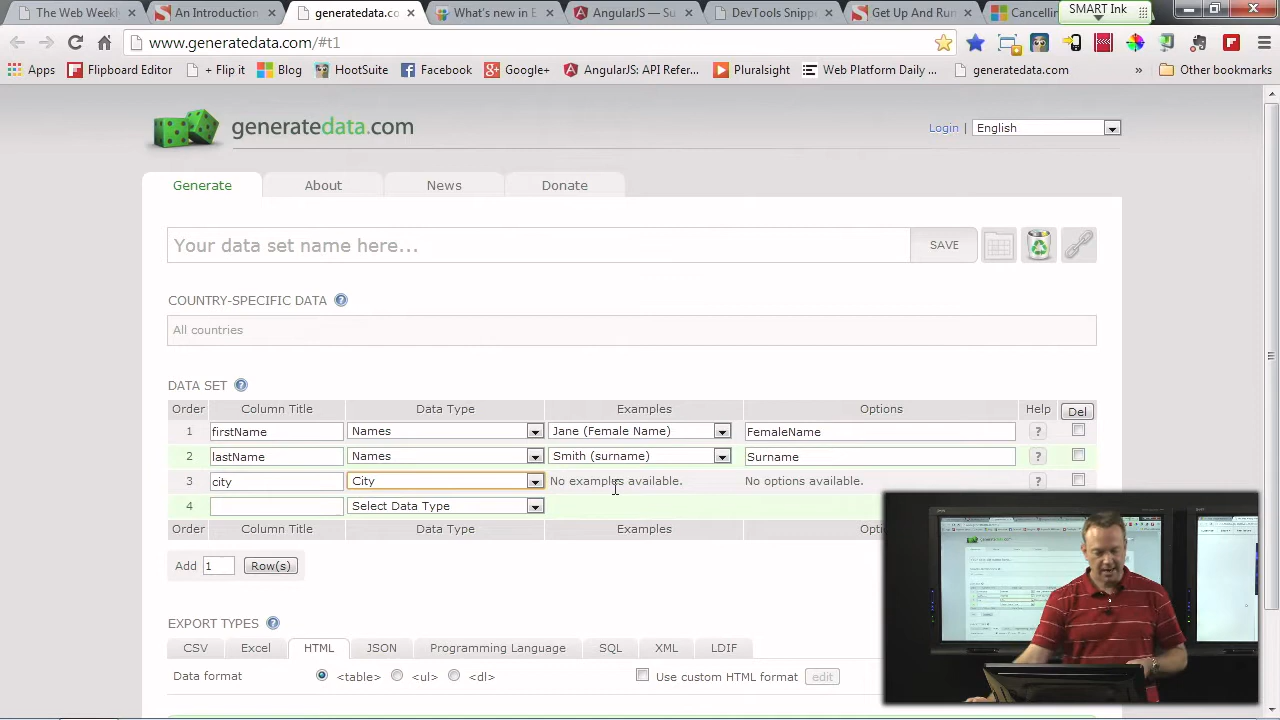 The Web Weekl
An Introduction
generatedata.co
What's New in E
AngularJS - Su
Set Up And Run
Cancellin
SMART Ink
www.generatedata.com/#t1
Apps
Flipboard Editor
+ Flip it
Blog
HootSuite
Facebook
Google+
AngularJS: API Refer...
Pluralsight
Web Platform Daily ...
generatedata.com
»
Other bookmarks
generatedata.com
Login | English
Generate
About
News
Donate
Your data set name here...
SAVE
COUNTRY-SPECIFIC DATA ?
All countries
DATA SET ?
Order Column Title Data Type Examples Options Help Del
1 firstName Names Jane (Female Name) FemaleName ?
2 lastName Names Smith (surname) Surname ?
3 city City No examples available. No options available. ?
4 Select Data Type
Order Column Title Data Type Examples
Add Row(s)
EXPORT TYPES
CSV Excel HTML JSON Programming Language SQL XML LDIF
Data format <table> <ul> <dl> Use custom HTML format Edit